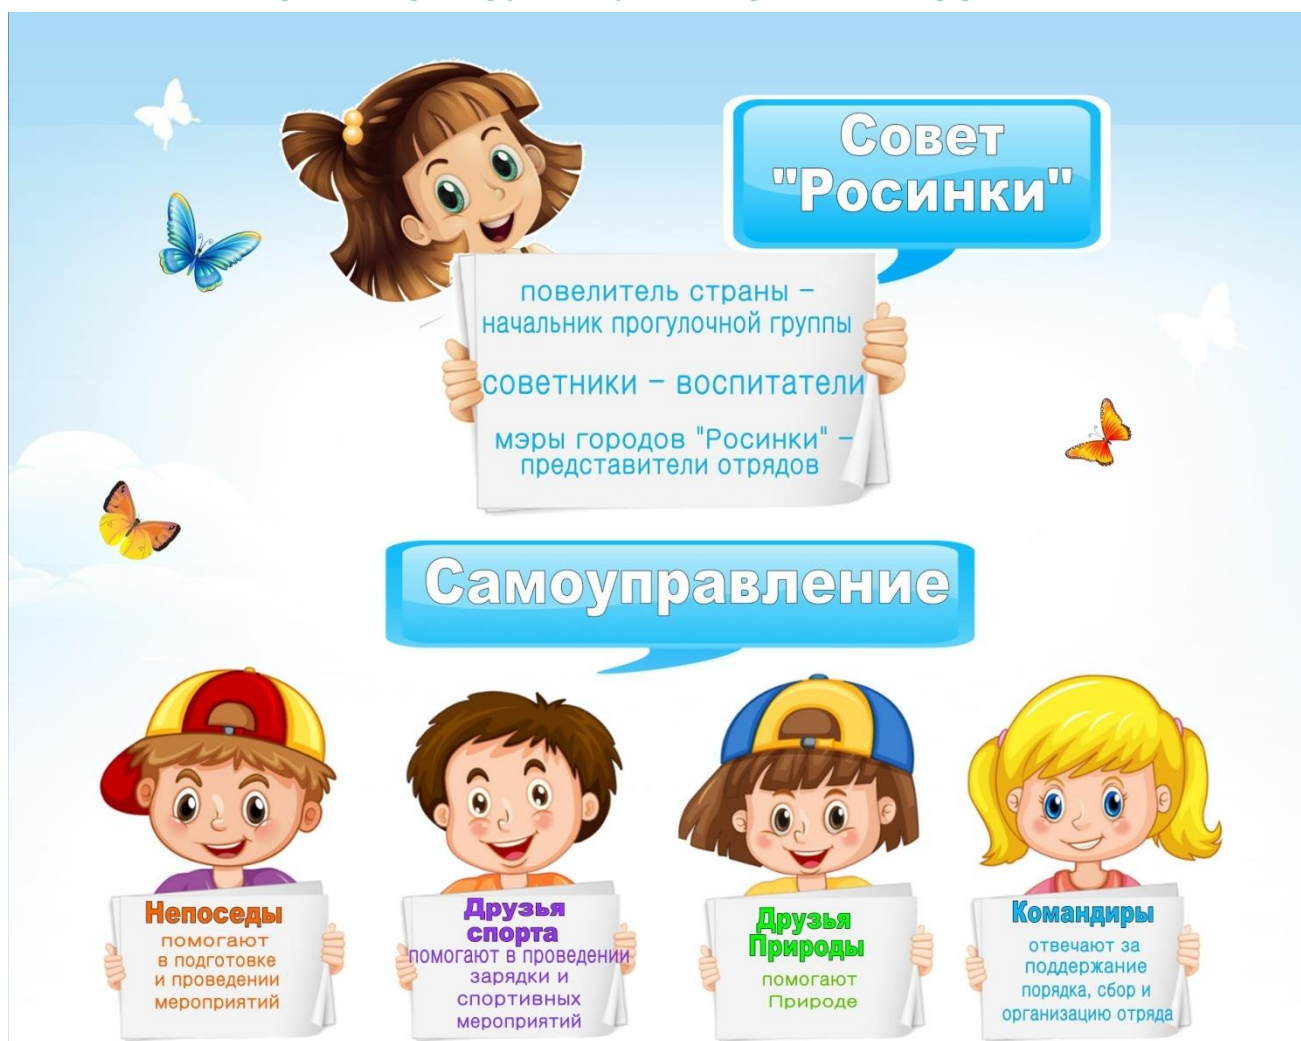 Совет
"Росинки"
повелитель страны –
начальник прогулочной группы
советники – воспитатели
мэры городов "Росинки" –
представители отрядов
Самоуправление
Непоседы
помогают
в подготовке
и проведении
мероприятий
Друзья
спорта
помогают в проведении
зарядки и
спортивных
мероприятий
Друзья
Природы
помогают
Природе
Командиры
отвечают за
поддержание
порядка, сбор и
организацию отряда